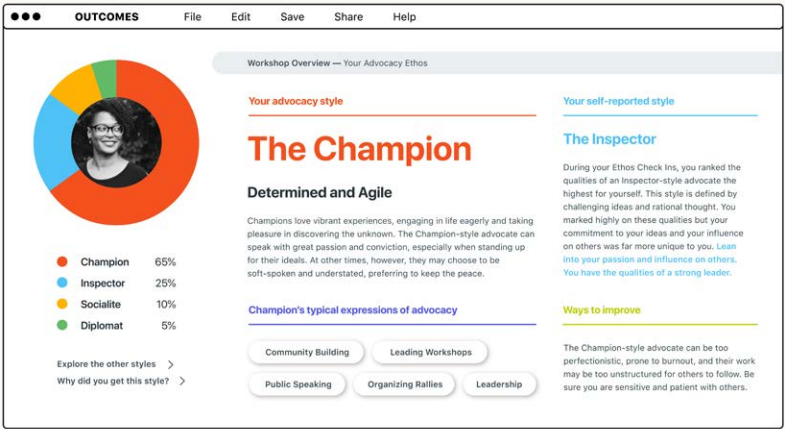 OUTCOMES File Edit Save Share Help
Workshop Overview — Your Advocacy Ethos
Champion 65%
Inspector 25%
Socialite 10%
Diplomat 5%
Explore the other styles
Why did you get this style?
Your advocacy style
The Champion
Determined and Agile
Champions love vibrant experiences, engaging in life eagerly and taking
pleasure in discovering the unknown. The Champion-style advocate can
speak with great passion and conviction, especially when standing up
for their ideals. At other times, however, they may choose to be
soft-spoken and understated, preferring to keep the peace.
Champion's typical expressions of advocacy
Community Building Leading Workshops
Public Speaking Organizing Rallies Leadership
Your self-reported style
The Inspector
During your Ethos Check Ins, you ranked the
qualities of an Inspector-style advocate the
highest for yourself. This style is defined by
challenging ideas and rational thought. You
marked highly on these qualities but your
commitment to your ideas and your influence
on others was far more unique to you. Lean
into your passion and influence on others.
You have the qualities of a strong leader.
Ways to improve
The Champion-style advocate can be too
perfectionistic, prone to burnout, and their work
may be too unstructured for others to follow. Be
sure you are sensitive and patient with others.